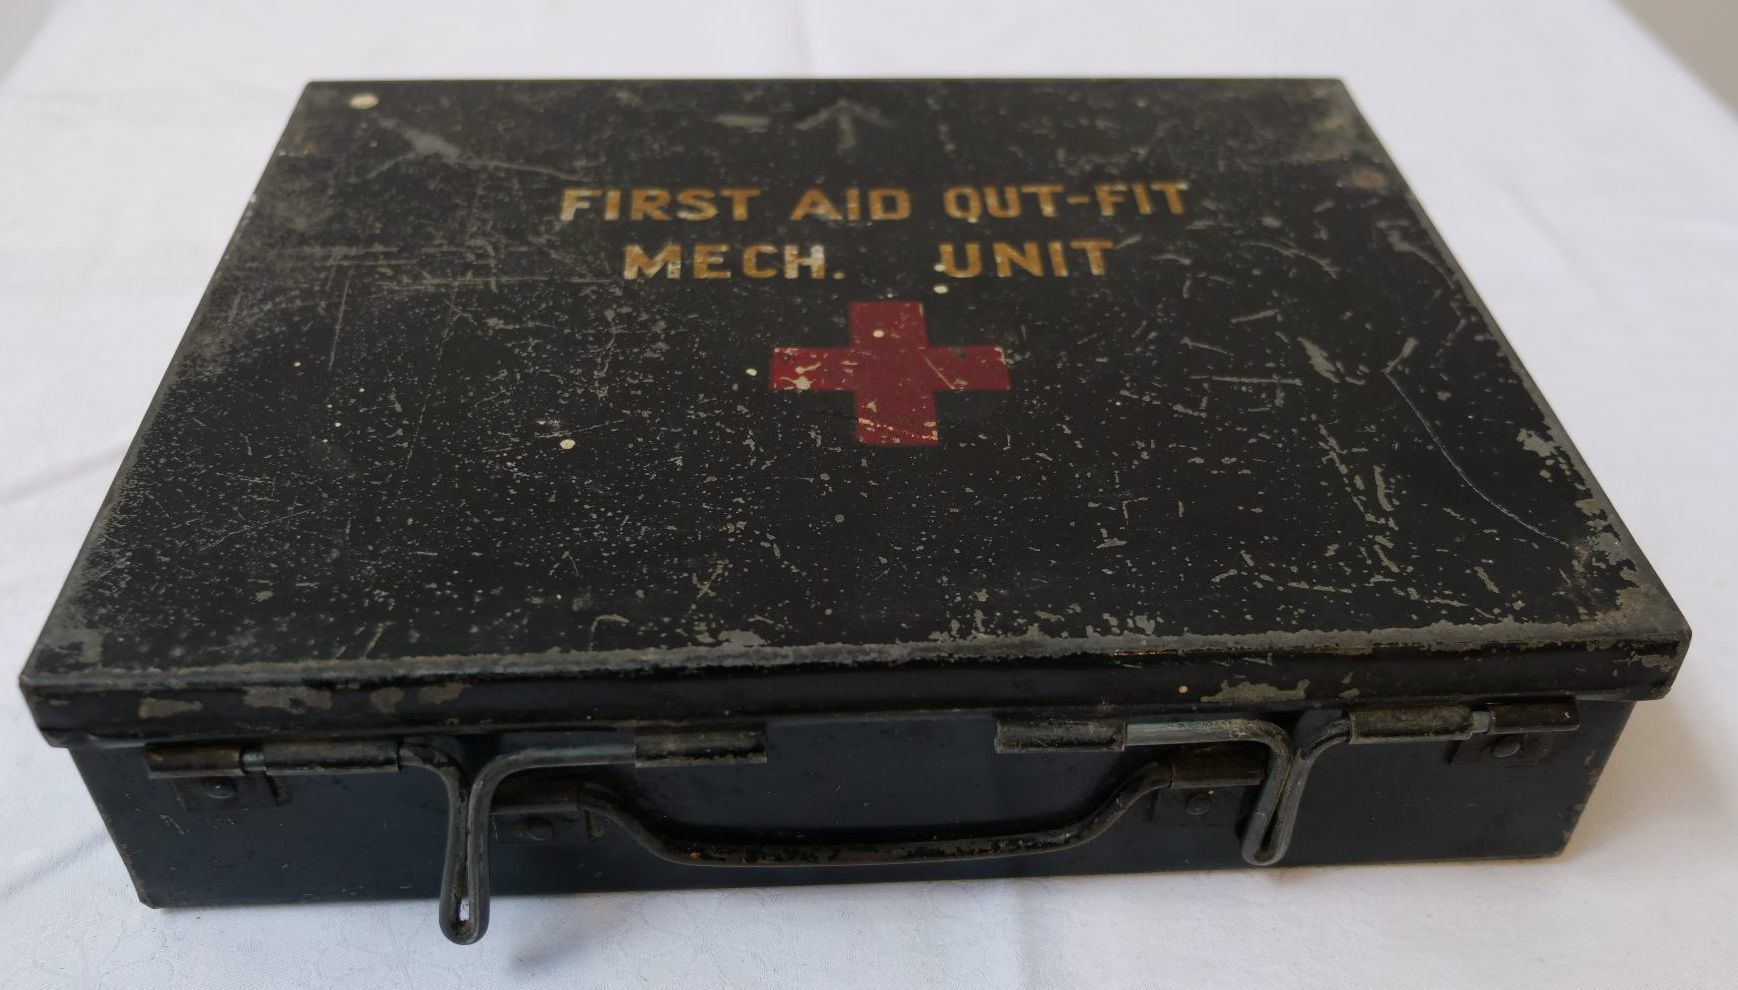 FIRST AID OUT-FIT
MECH. UNIT